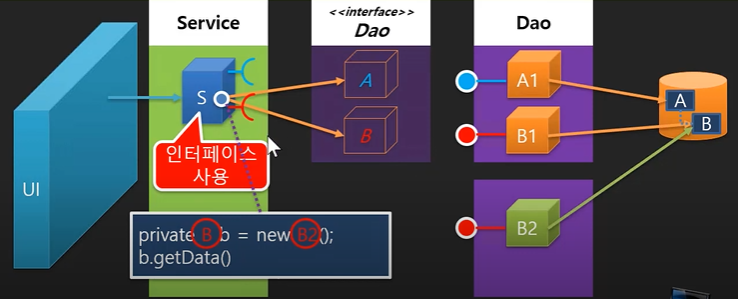 Service
<<interface>>
Dao
Dao
UI
S
A
B
A1
B1
B2
A
B
인터페이스
사용
private B b = new B2();
b.getData()